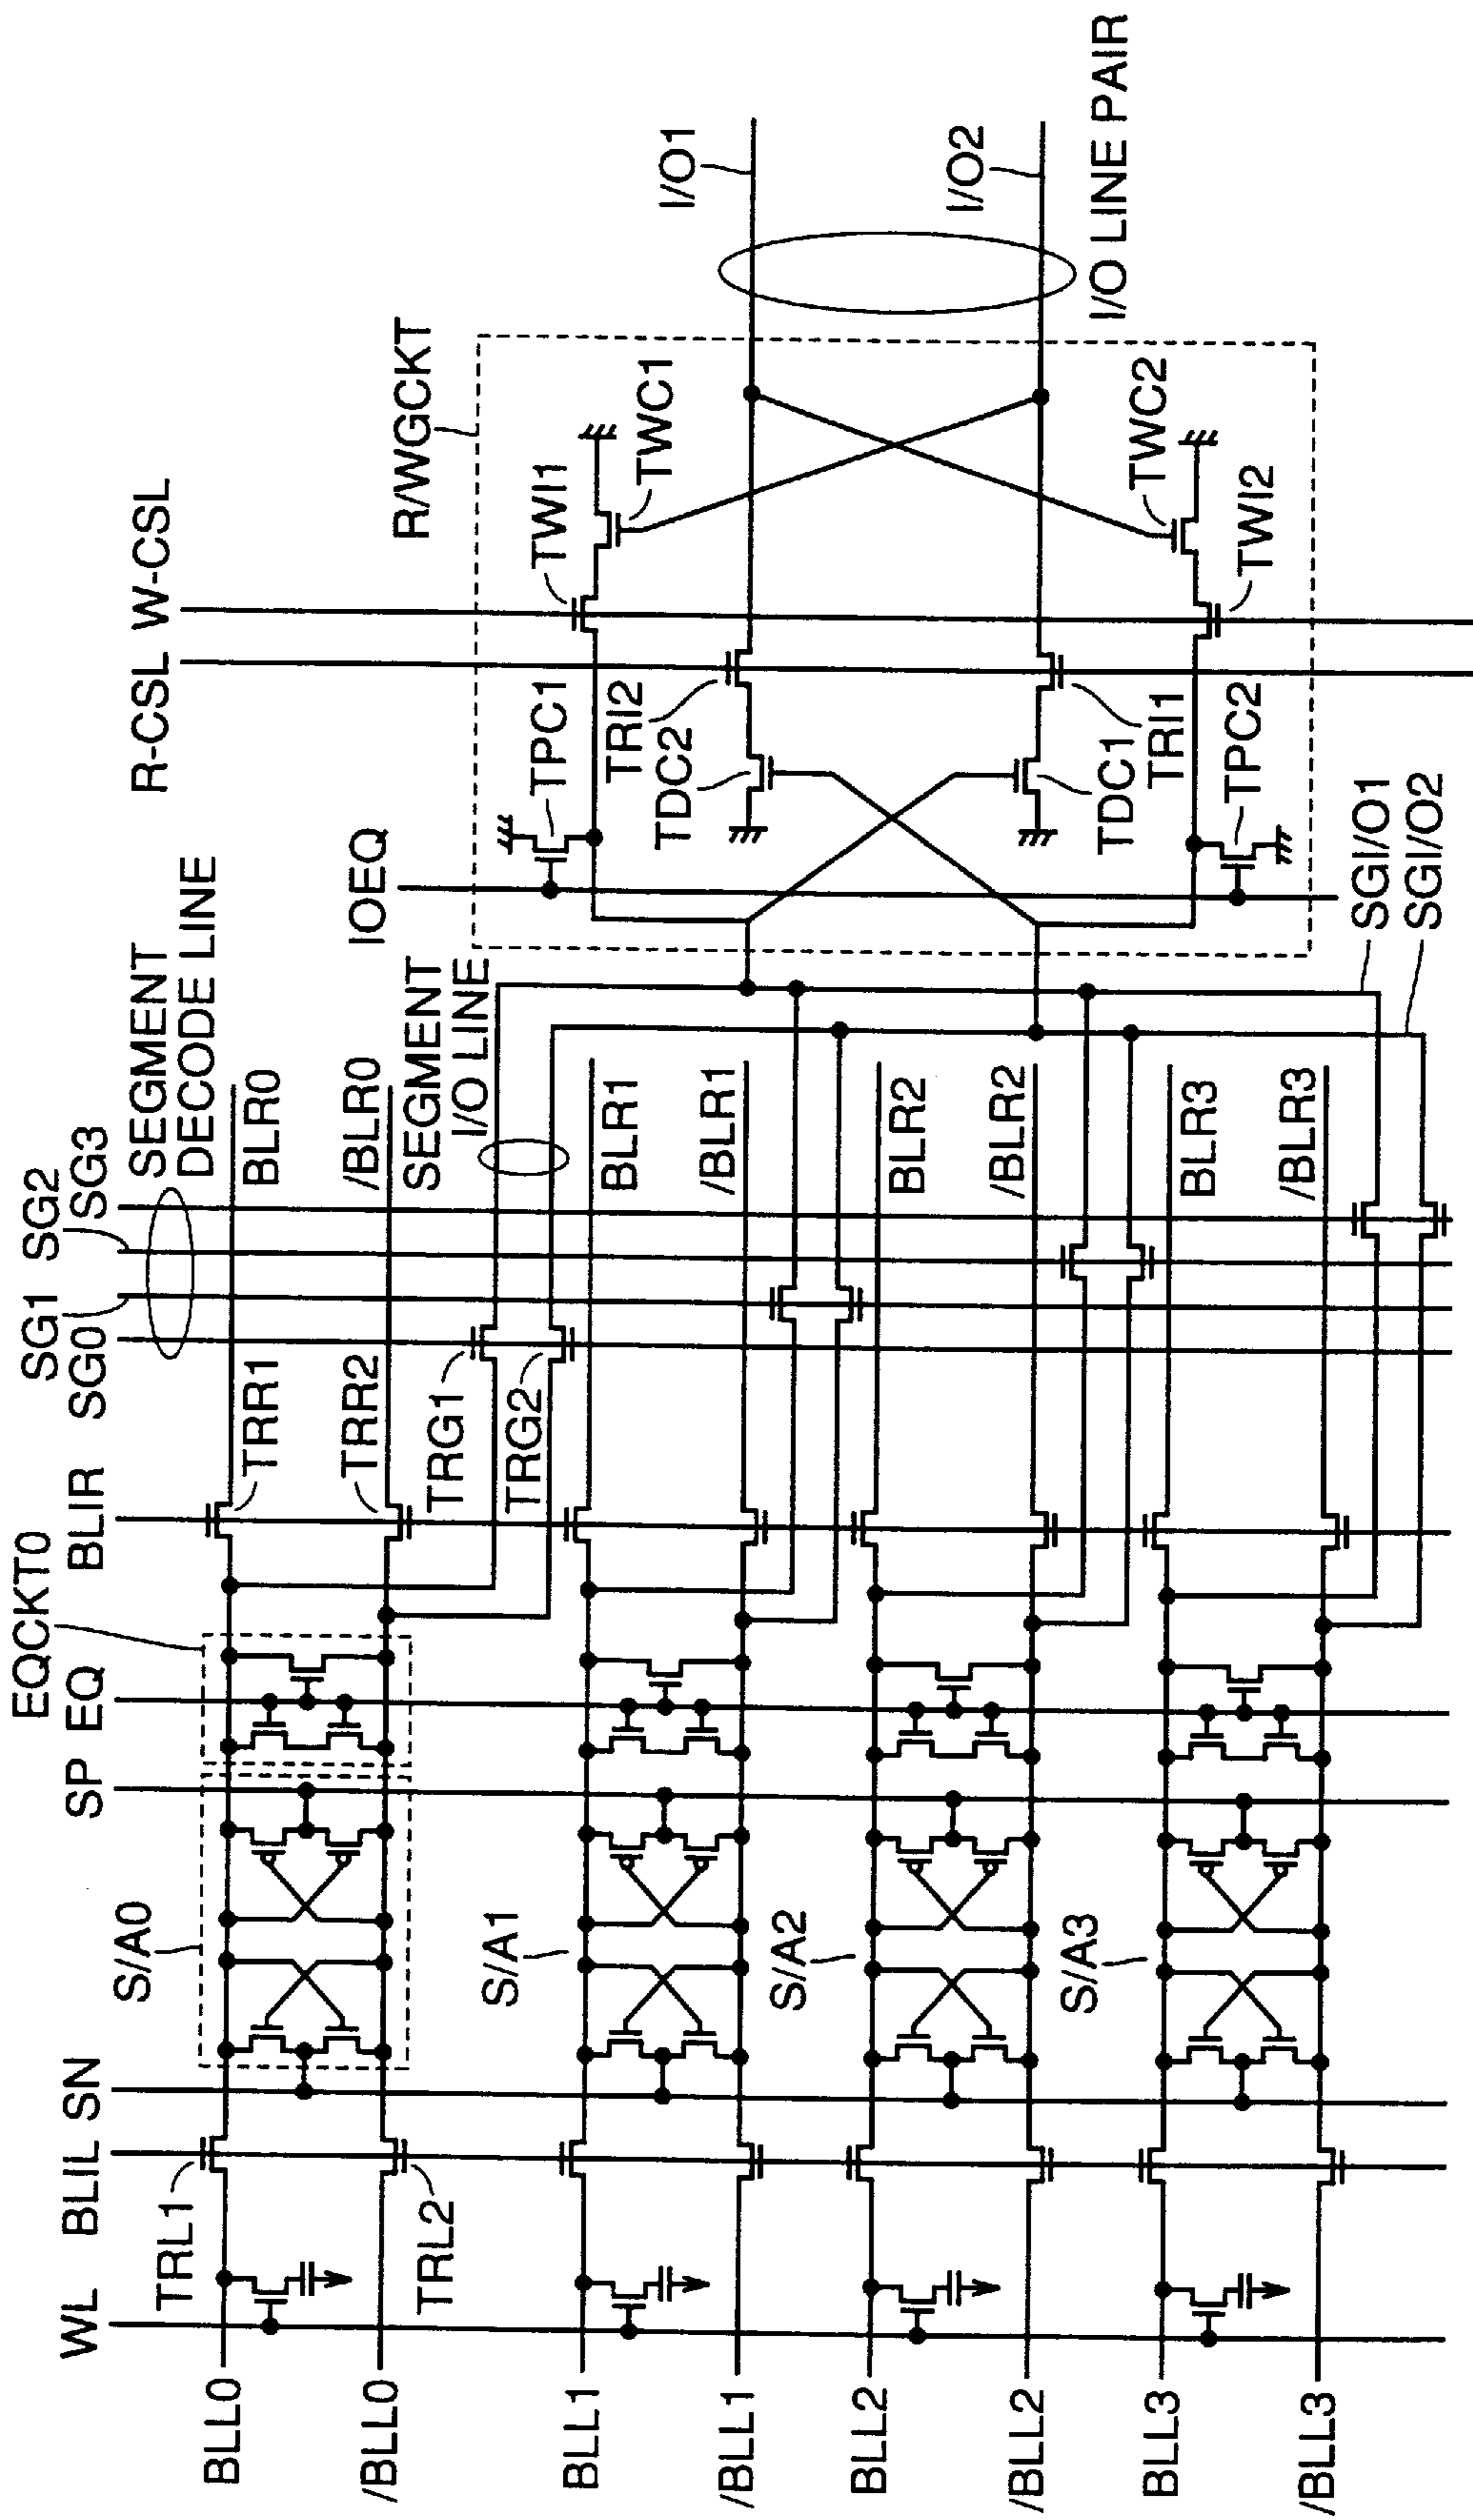 WL
BLIL
SN
SP
EQ
EQCKT0
BLIR
SG0
SG1
SG2
SG3
SEGMENT
DECODE LINE
IOEQ
R-CSL
W-CSL
R/WGCKT
BLL0
/BLL0
TRL1
TRL2
S/A0
TRR1
TRR2
BLR0
/BLR0
TRG1
TRG2
SEGMENT
I/O LINE
BLL1
/BLL1
S/A1
BLR1
/BLR1
BLL2
/BLL2
S/A2
BLR2
/BLR2
BLL3
/BLL3
S/A3
BLR3
/BLR3
SGI/O1
SGI/O2
TPC1
TWI1
TWC1
TRI2
TDC2
TDC1
TRI1
TPC2
TWI2
TWC2
I/O1
I/O2
I/O LINE PAIR